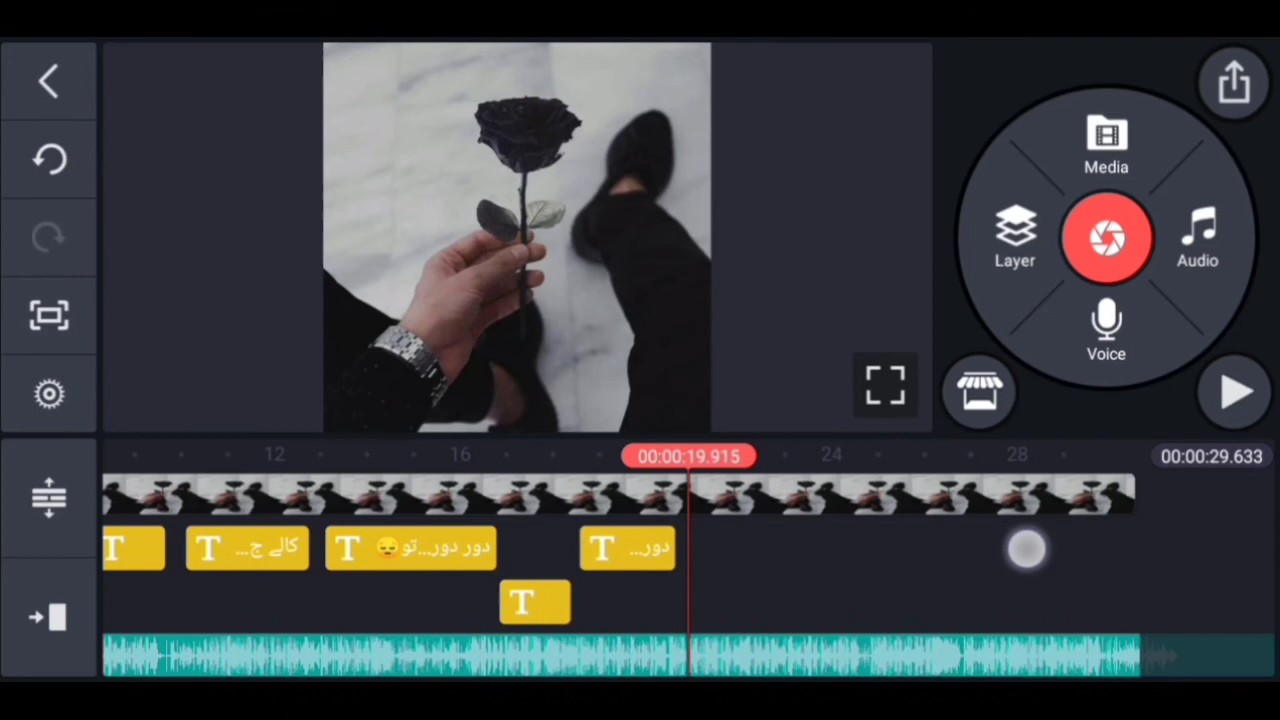 Media
Layer
Audio
Voice
12
16
00:00:19.915
24
28
00:00:29.633
T
T کالے ج...
T دور دور...تو😔
T دور...
T